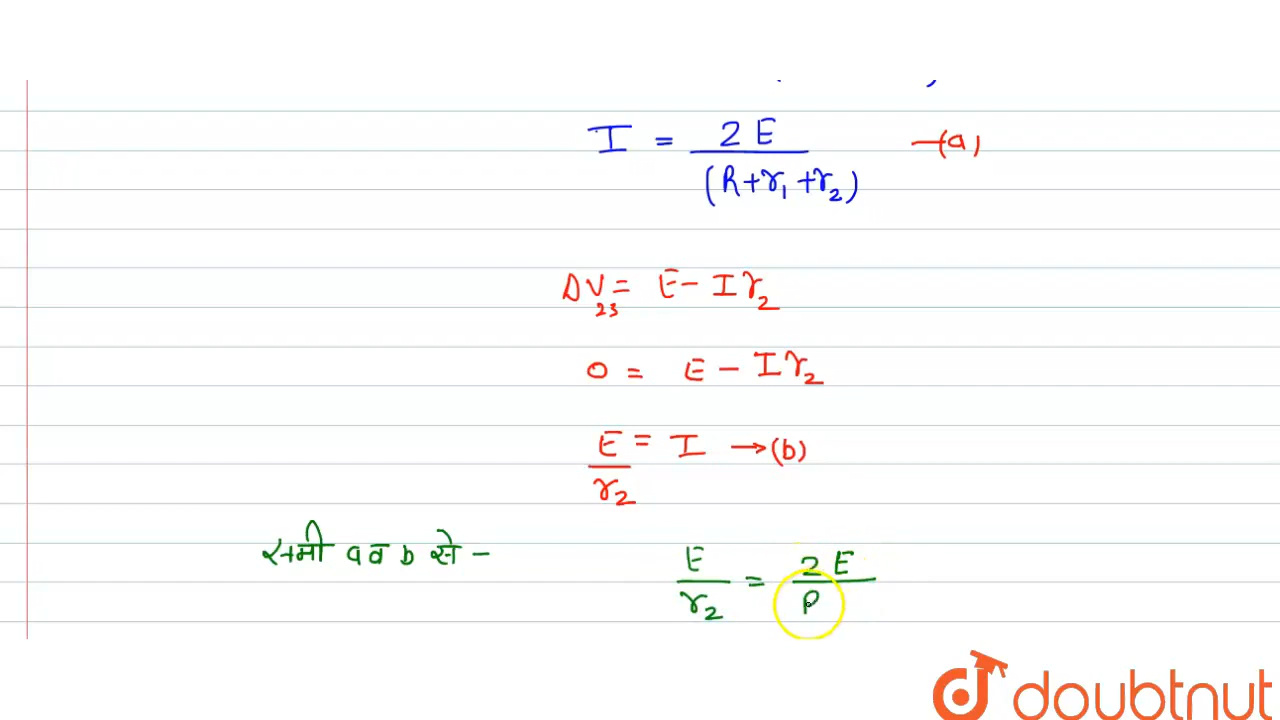 I = 2E / (R+r₁+r₂) —(a)
ΔV₂₃ = E - Ir₂
0 = E - Ir₂
E/r₂ = I →(b)
समी a व b से - E/r₂ = 2E/R
doubtnut